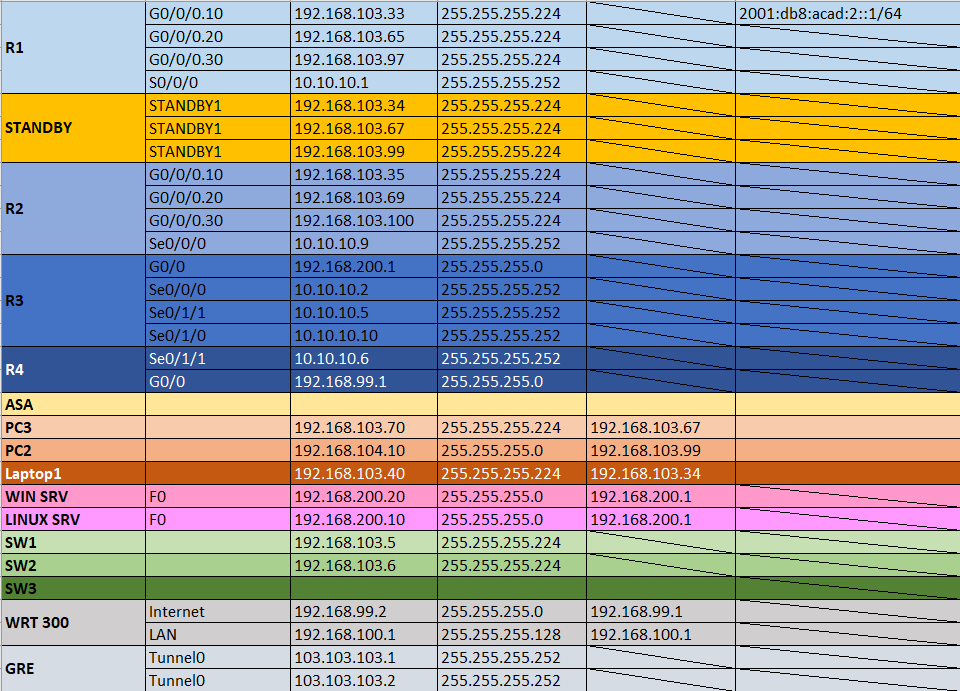 G0/0/0.10 192.168.103.33 255.255.255.224 2001:db8:acad:2::1/64
R1
G0/0/0.20 192.168.103.65 255.255.255.224
G0/0/0.30 192.168.103.97 255.255.255.224
S0/0/0 10.10.10.1 255.255.255.252
STANDBY1 192.168.103.34 255.255.255.224
STANDBY STANDBY1 192.168.103.67 255.255.255.224
STANDBY1 192.168.103.99 255.255.255.224
G0/0/0.10 192.168.103.35 255.255.255.224
R2
G0/0/0.20 192.168.103.69 255.255.255.224
G0/0/0.30 192.168.103.100 255.255.255.224
Se0/0/0 10.10.10.9 255.255.255.252
G0/0 192.168.200.1 255.255.255.0
R3
Se0/0/0 10.10.10.2 255.255.255.252
Se0/1/1 10.10.10.5 255.255.255.252
Se0/1/0 10.10.10.10 255.255.255.252
R4
Se0/1/1 10.10.10.6 255.255.255.252
G0/0 192.168.99.1 255.255.255.0
ASA
PC3 192.168.103.70 255.255.255.224 192.168.103.67
PC2 192.168.104.10 255.255.255.0 192.168.103.99
Laptop1 192.168.103.40 255.255.255.224 192.168.103.34
WIN SRV F0 192.168.200.20 255.255.255.0 192.168.200.1
LINUX SRV F0 192.168.200.10 255.255.255.0 192.168.200.1
SW1 192.168.103.5 255.255.255.224
SW2 192.168.103.6 255.255.255.224
SW3
WRT 300
Internet 192.168.99.2 255.255.255.0 192.168.99.1
LAN 192.168.100.1 255.255.255.128 192.168.100.1
GRE
Tunnel0 103.103.103.1 255.255.255.252
Tunnel0 103.103.103.2 255.255.255.252